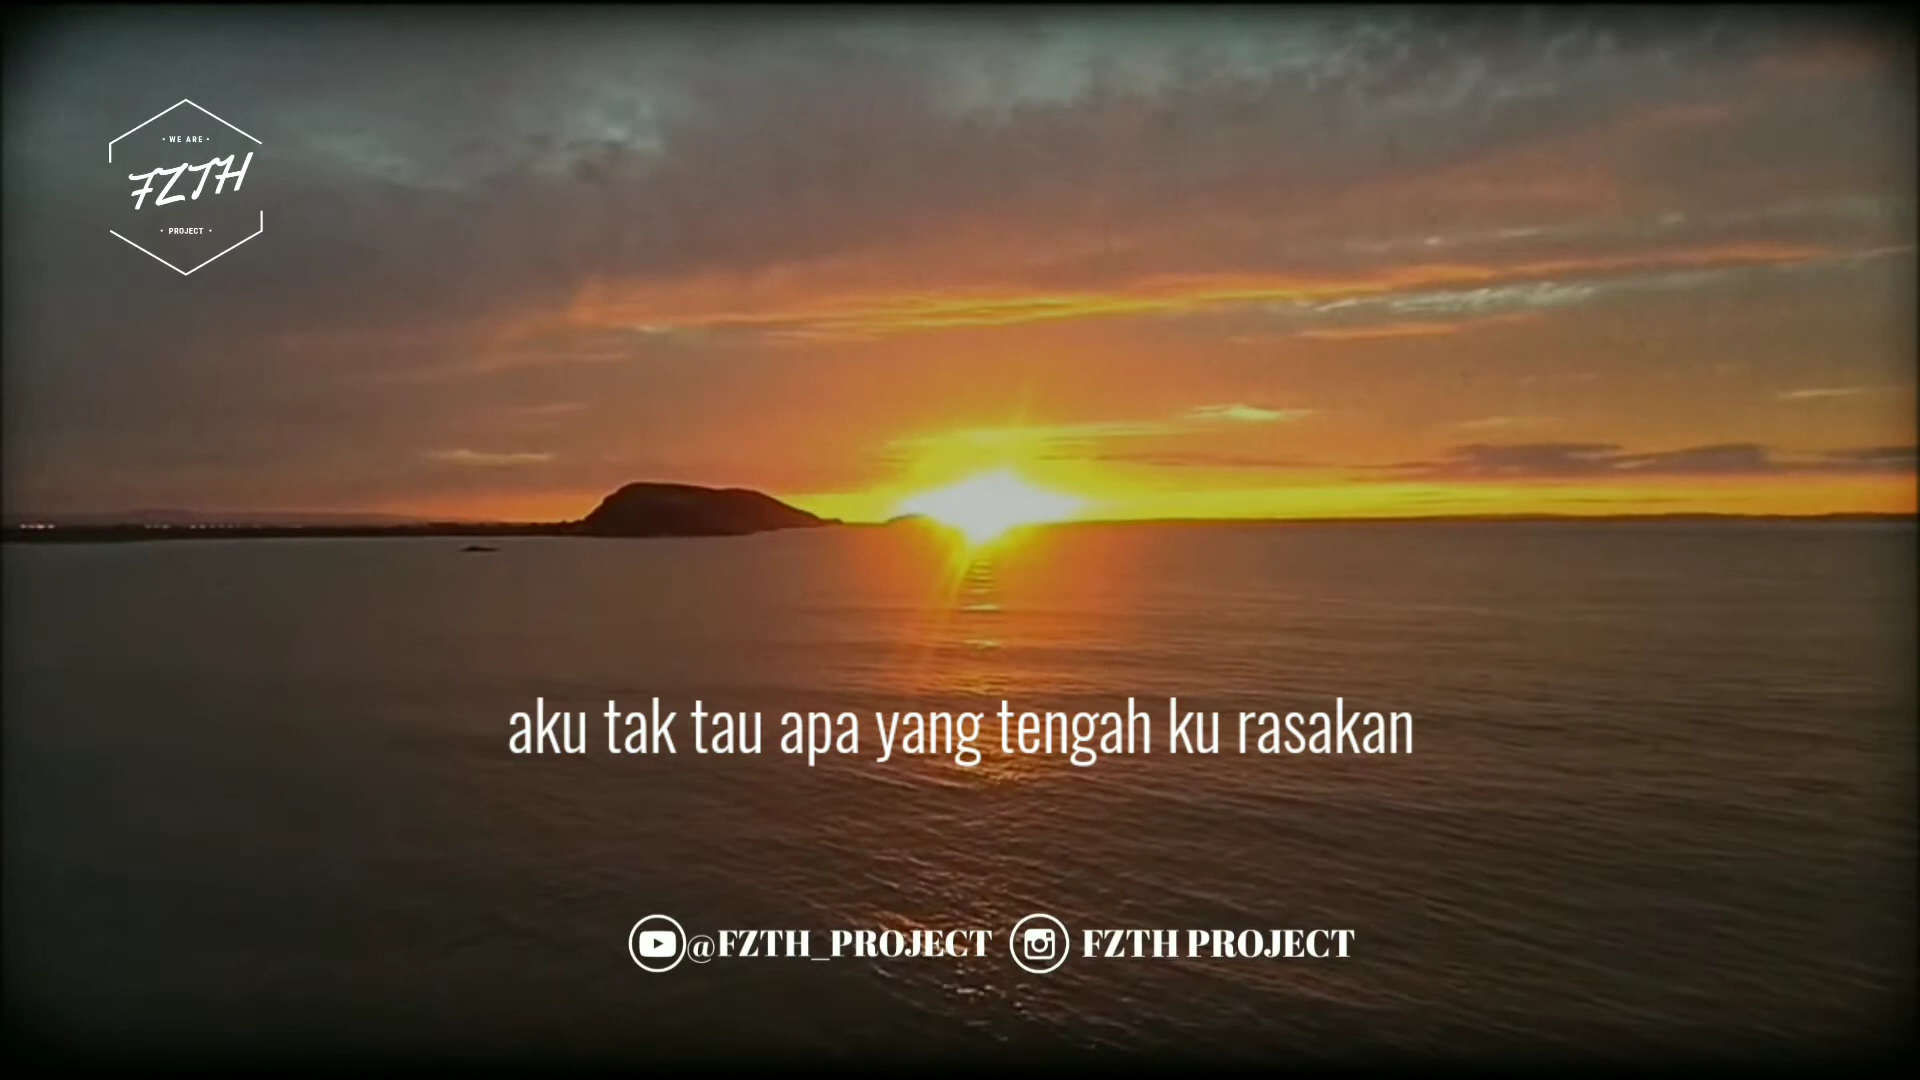 • WE ARE •
FZTH
• PROJECT •
aku tak tau apa yang tengah ku rasakan
@FZTH_PROJECT FZTH PROJECT